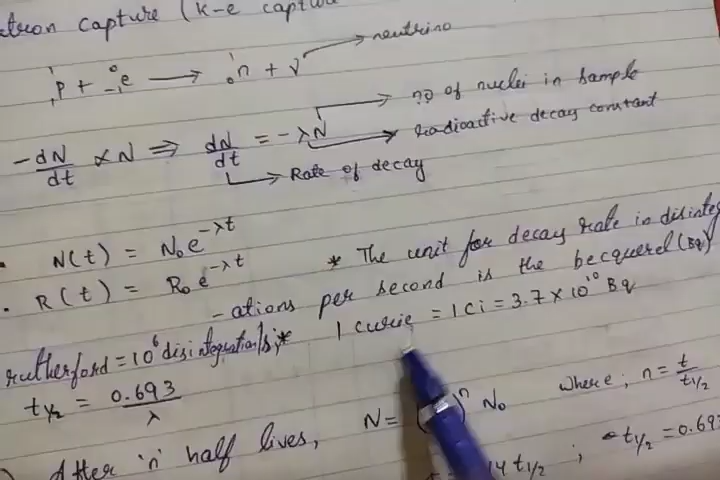 capture (k-e
¹₁p + ⁰₋₁e ⟶ ¹₀n + ν → neutrino
→ no of nuclei in sample
-dN/dt ∝ N ⇒ dN/dt = -λN → Radioactive decay constant
→ Rate of decay
• N(t) = N₀e^-λt
• R(t) = R₀e^-λt
* The unit for decay rate in disinteg
-ations per second is the becquerel (Bq)
rutherford = 10⁶ disintegration/s; * 1 curie = 1 Ci = 3.7 × 10¹⁰ Bq
t½ = 0.693/λ
After 'n' half lives, N = ( )ⁿ N₀ where; n = t/t½
t½ ; t½ = 0.69